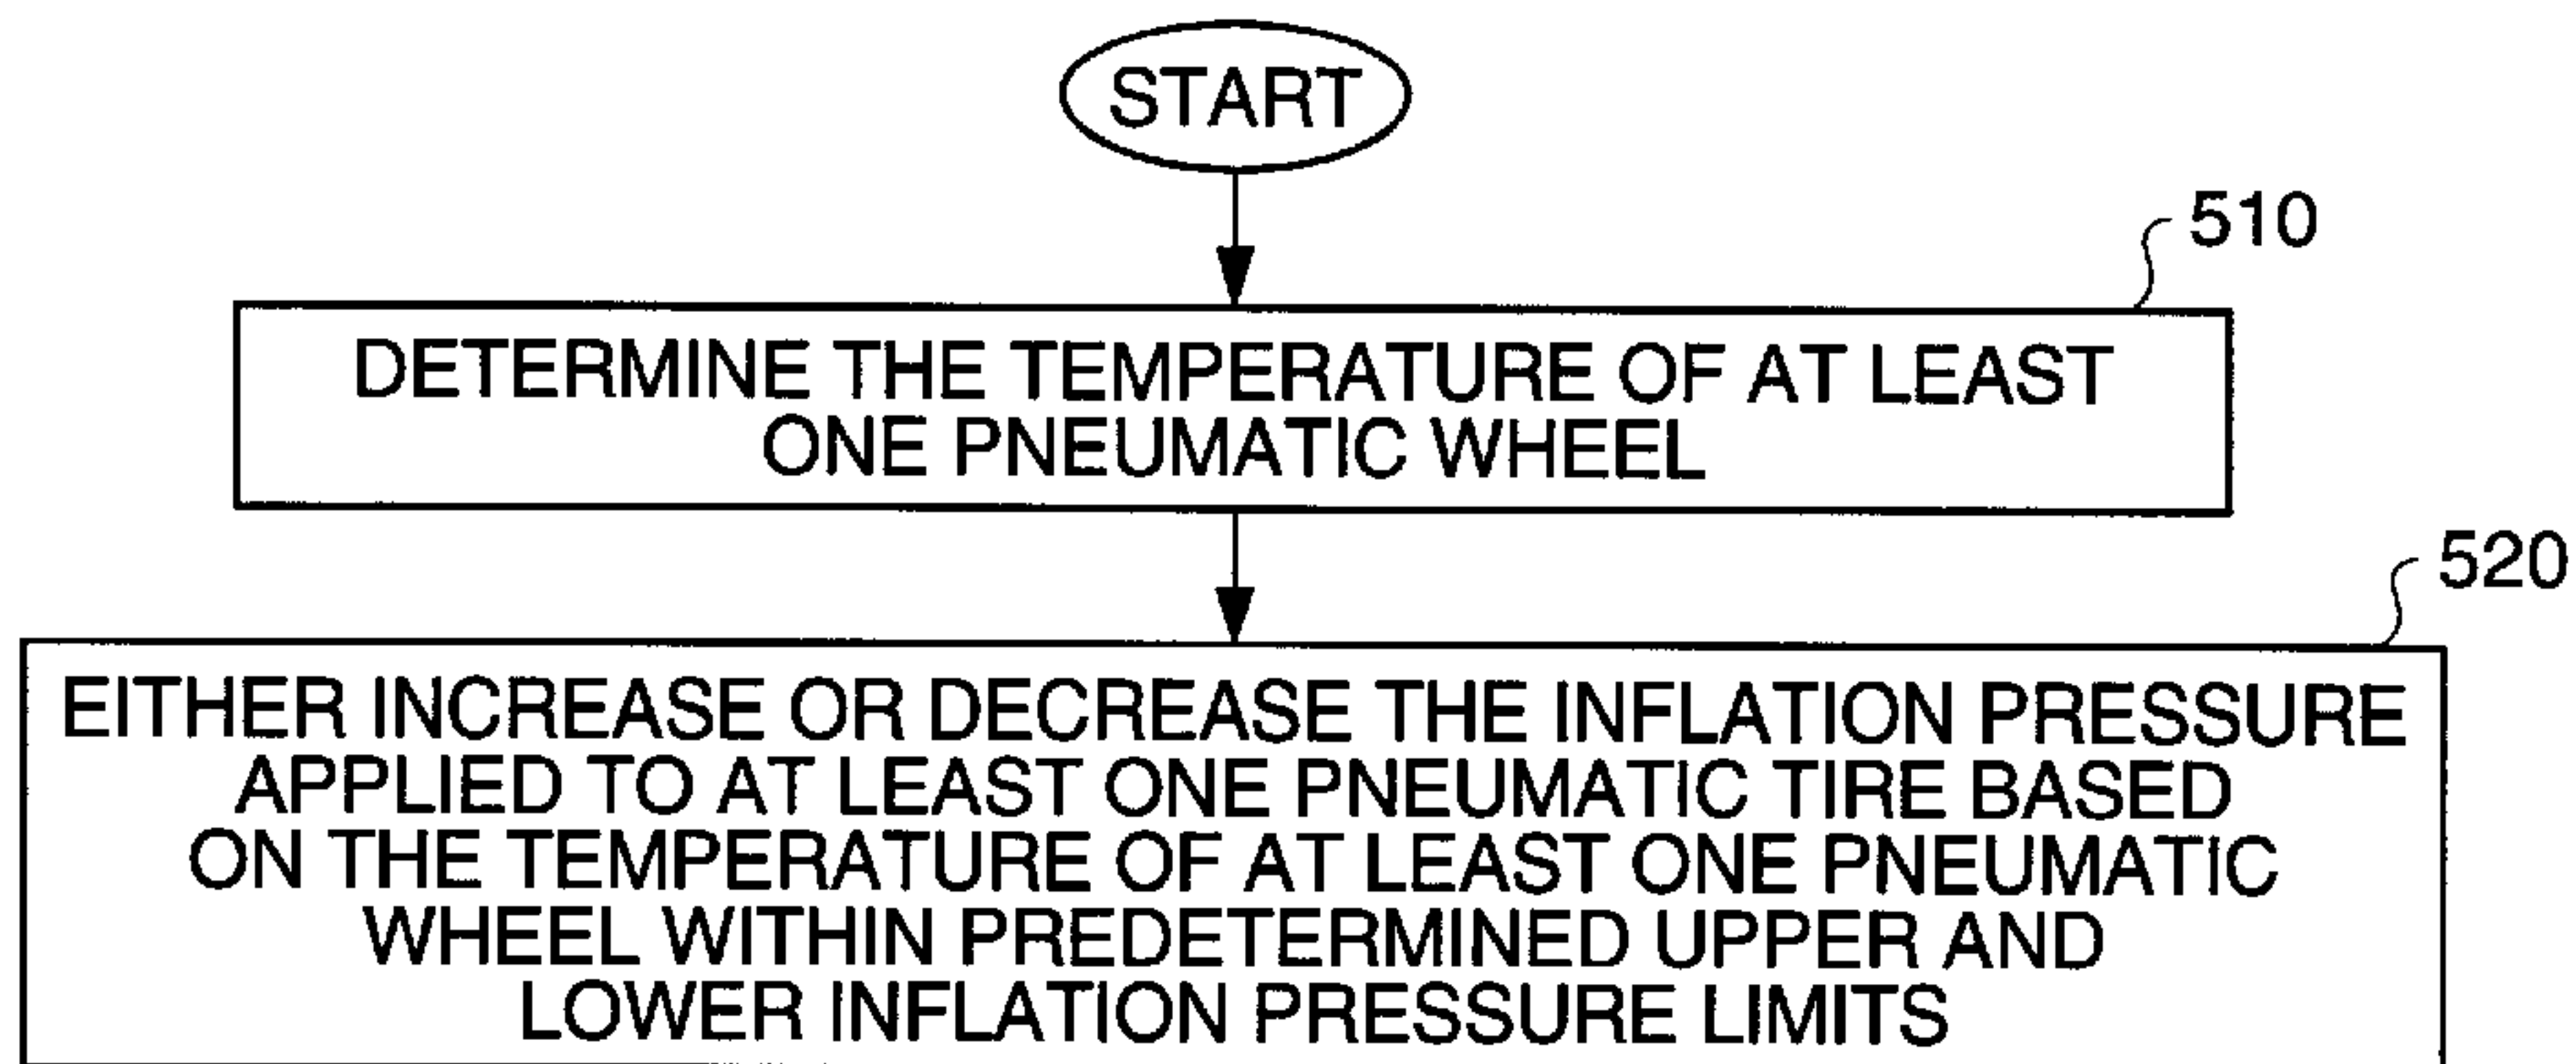 START
510
DETERMINE THE TEMPERATURE OF AT LEAST
ONE PNEUMATIC WHEEL
520
EITHER INCREASE OR DECREASE THE INFLATION PRESSURE
APPLIED TO AT LEAST ONE PNEUMATIC TIRE BASED
ON THE TEMPERATURE OF AT LEAST ONE PNEUMATIC
WHEEL WITHIN PREDETERMINED UPPER AND
LOWER INFLATION PRESSURE LIMITS